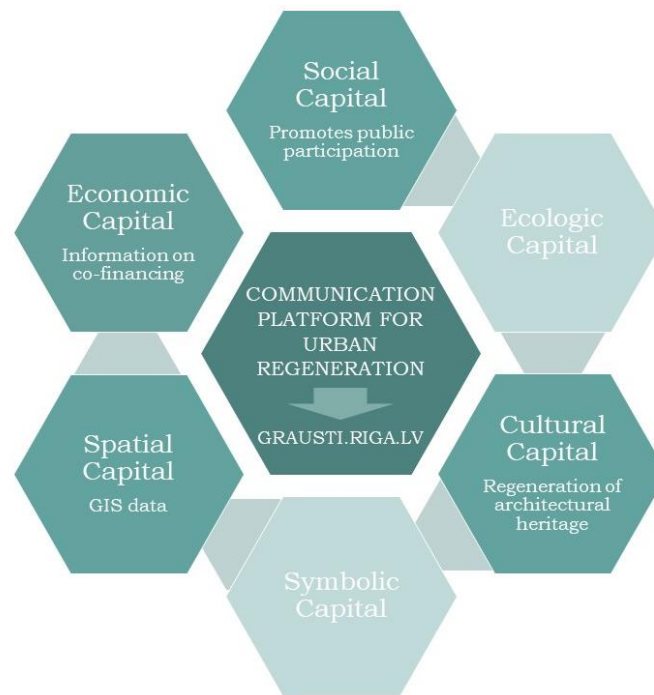 Social
Capital
Promotes public
participation
Ecologic
Capital
Cultural
Capital
Regeneration of
architectural
heritage
Symbolic
Capital
Spatial
Capital
GIS data
Economic
Capital
Information on
co-financing
COMMUNICATION
PLATFORM FOR
URBAN
REGENERATION
GRAUSTI.RIGA.LV